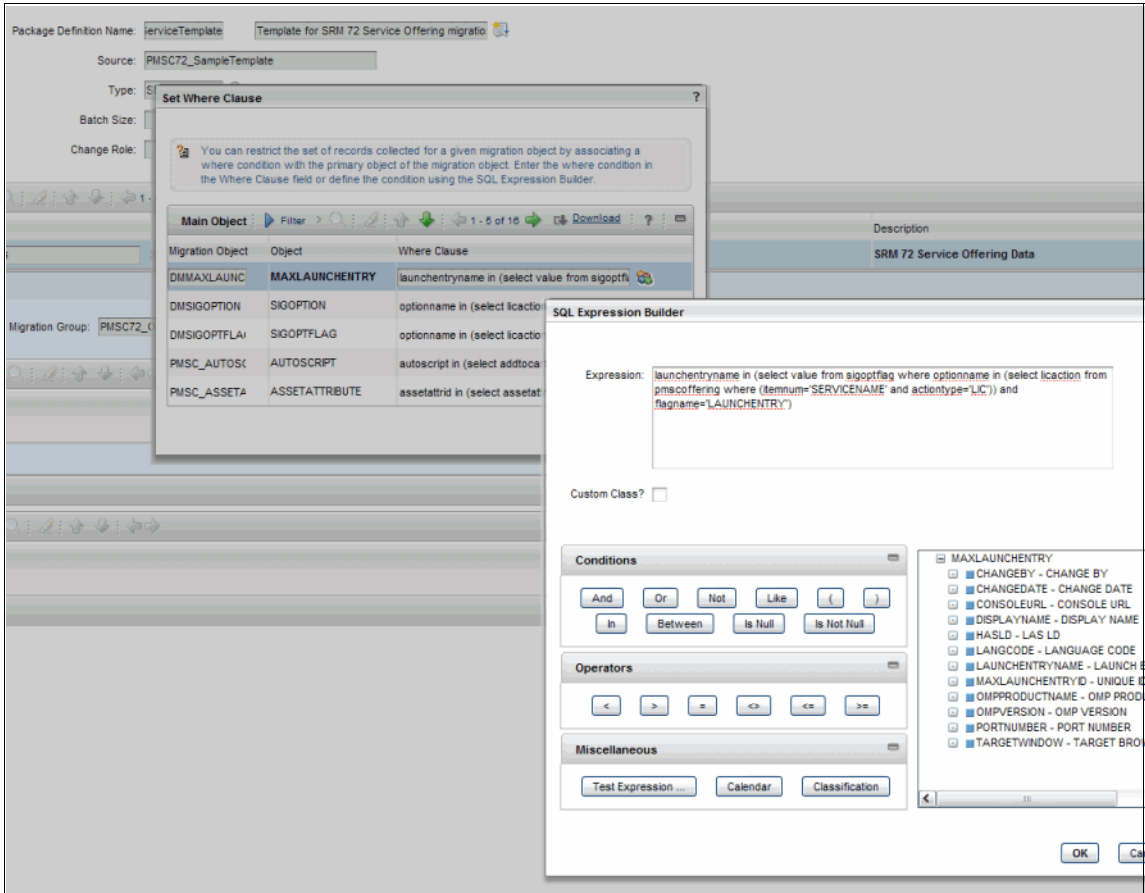 Package Definition Name: erviceTemplate Template for SRM 72 Service Offering migratio
Source: PMSC72_SampleTemplate
Type: S
Batch Size:
Change Role:
Set Where Clause ?
You can restrict the set of records collected for a given migration object by associating a
where condition with the primary object of the migration object. Enter the where condition in
the Where Clause field or define the condition using the SQL Expression Builder.
Main Object Filter 1 - 5 of 16 Download ?
Migration Object Object Where Clause
DMMAXLAUNC MAXLAUNCHENTRY launchentryname in (select value from sigoptfl
DMSIGOPTION SIGOPTION optionname in (select licactio
DMSIGOPTFLA SIGOPTFLAG optionname in (select licactio
PMSC_AUTOSC AUTOSCRIPT autoscript in (select addtoca
PMSC_ASSETA ASSETATTRIBUTE assetattrid in (select assetat
1 -
Description
SRM 72 Service Offering Data
Migration Group: PMSC72_
SQL Expression Builder
Expression: launchentryname in (select value from sigoptflag where optionname in (select licaction from
pmscoffering where (itemnum='SERVICENAME' and actiontype='LIC')) and
flagname='LAUNCHENTRY')
Custom Class?
Conditions
And Or Not Like ( )
In Between Is Null Is Not Null
Operators
< > = <> <= >=
Miscellaneous
Test Expression ... Calendar Classification
MAXLAUNCHENTRY
CHANGEBY - CHANGE BY
CHANGEDATE - CHANGE DATE
CONSOLEURL - CONSOLE URL
DISPLAYNAME - DISPLAY NAME
HASLD - LAS LD
LANGCODE - LANGUAGE CODE
LAUNCHENTRYNAME - LAUNCH E
MAXLAUNCHENTRYID - UNIQUE ID
OMPPRODUCTNAME - OMP PROD
OMPVERSION - OMP VERSION
PORTNUMBER - PORT NUMBER
TARGETWINDOW - TARGET BRO
OK Ca